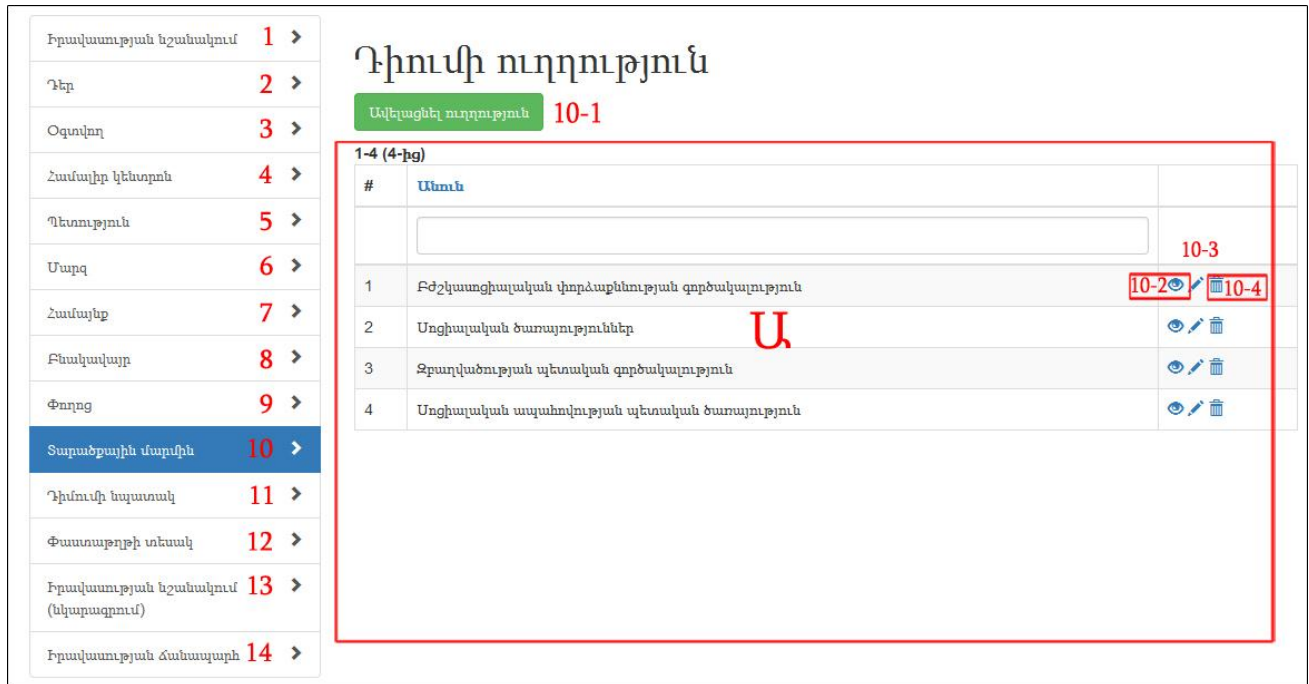 Իրավասության նշանակում 1
Դեր 2
Օգտվող 3
Համալիր կենտրոն 4
Պետություն 5
Մարզ 6
Համայնք 7
Բնակավայր 8
Փողոց 9
Տարածքային մարմին 10
Դիմումի նպատակ 11
Փաստաթղթի տեսակ 12
Իրավասության նշանակում 13
(նկարագրում)
Իրավասության ճանապարհ 14
Դիումի ուղղություն
Ավելացնել ուղղություն 10-1
1-4 (4-ից)
# Անուն
10-3
1 Բժշկասոցիալական փորձաքննության գործակալություն 10-2 10-4
2 Սոցիալական ծառայություններ
Ա
3 Զբաղվածության պետական գործակալություն
4 Սոցիալական ապահովության պետական ծառայություն